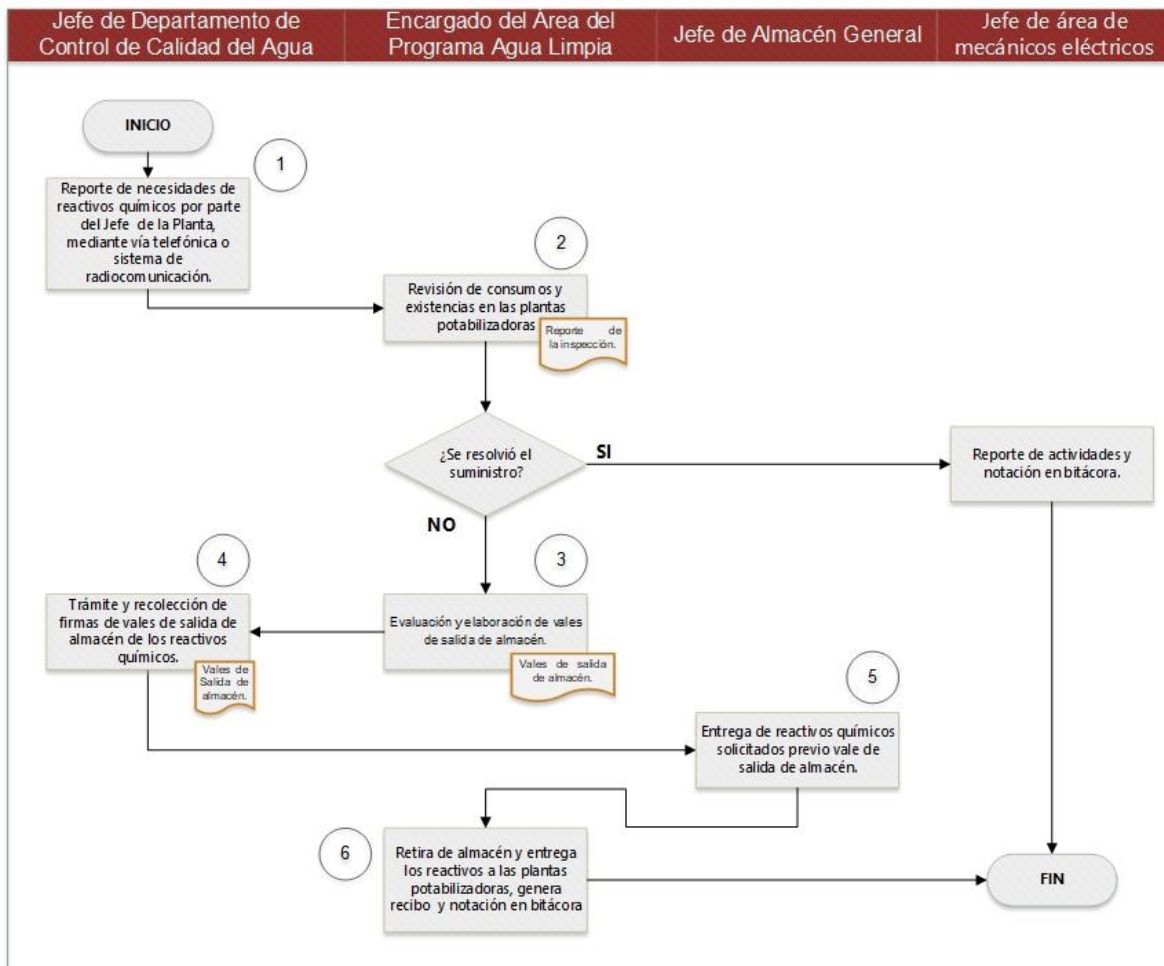 Jefe de Departamento de
Control de Calidad del Agua
Encargado del Área del
Programa Agua Limpia
Jefe de Almacén General
Jefe de área de
mecánicos eléctricos
INICIO
1
Reporte de necesidades de
reactivos químicos por parte
del Jefe de la Planta,
mediante vía telefónica o
sistema de
radiocomunicación.
2
Revisión de consumos y
existencias en las plantas
potabilizadoras
Reporte de
la inspección.
¿Se resolvió el
suministro?
SI
Reporte de actividades y
notación en bitácora.
NO
4
3
Trámite y recolección de
firmas de vales de salida de
almacén de los reactivos
químicos.
Vales de
Salida de
almacén.
Evaluación y elaboración de vales
de salida de almacén.
Vales de salida
de almacén.
5
Entrega de reactivos químicos
solicitados previo vale de
salida de almacén.
6
Retira de almacén y entrega
los reactivos a las plantas
potabilizadoras, genera
recibo y notación en bitácora
FIN